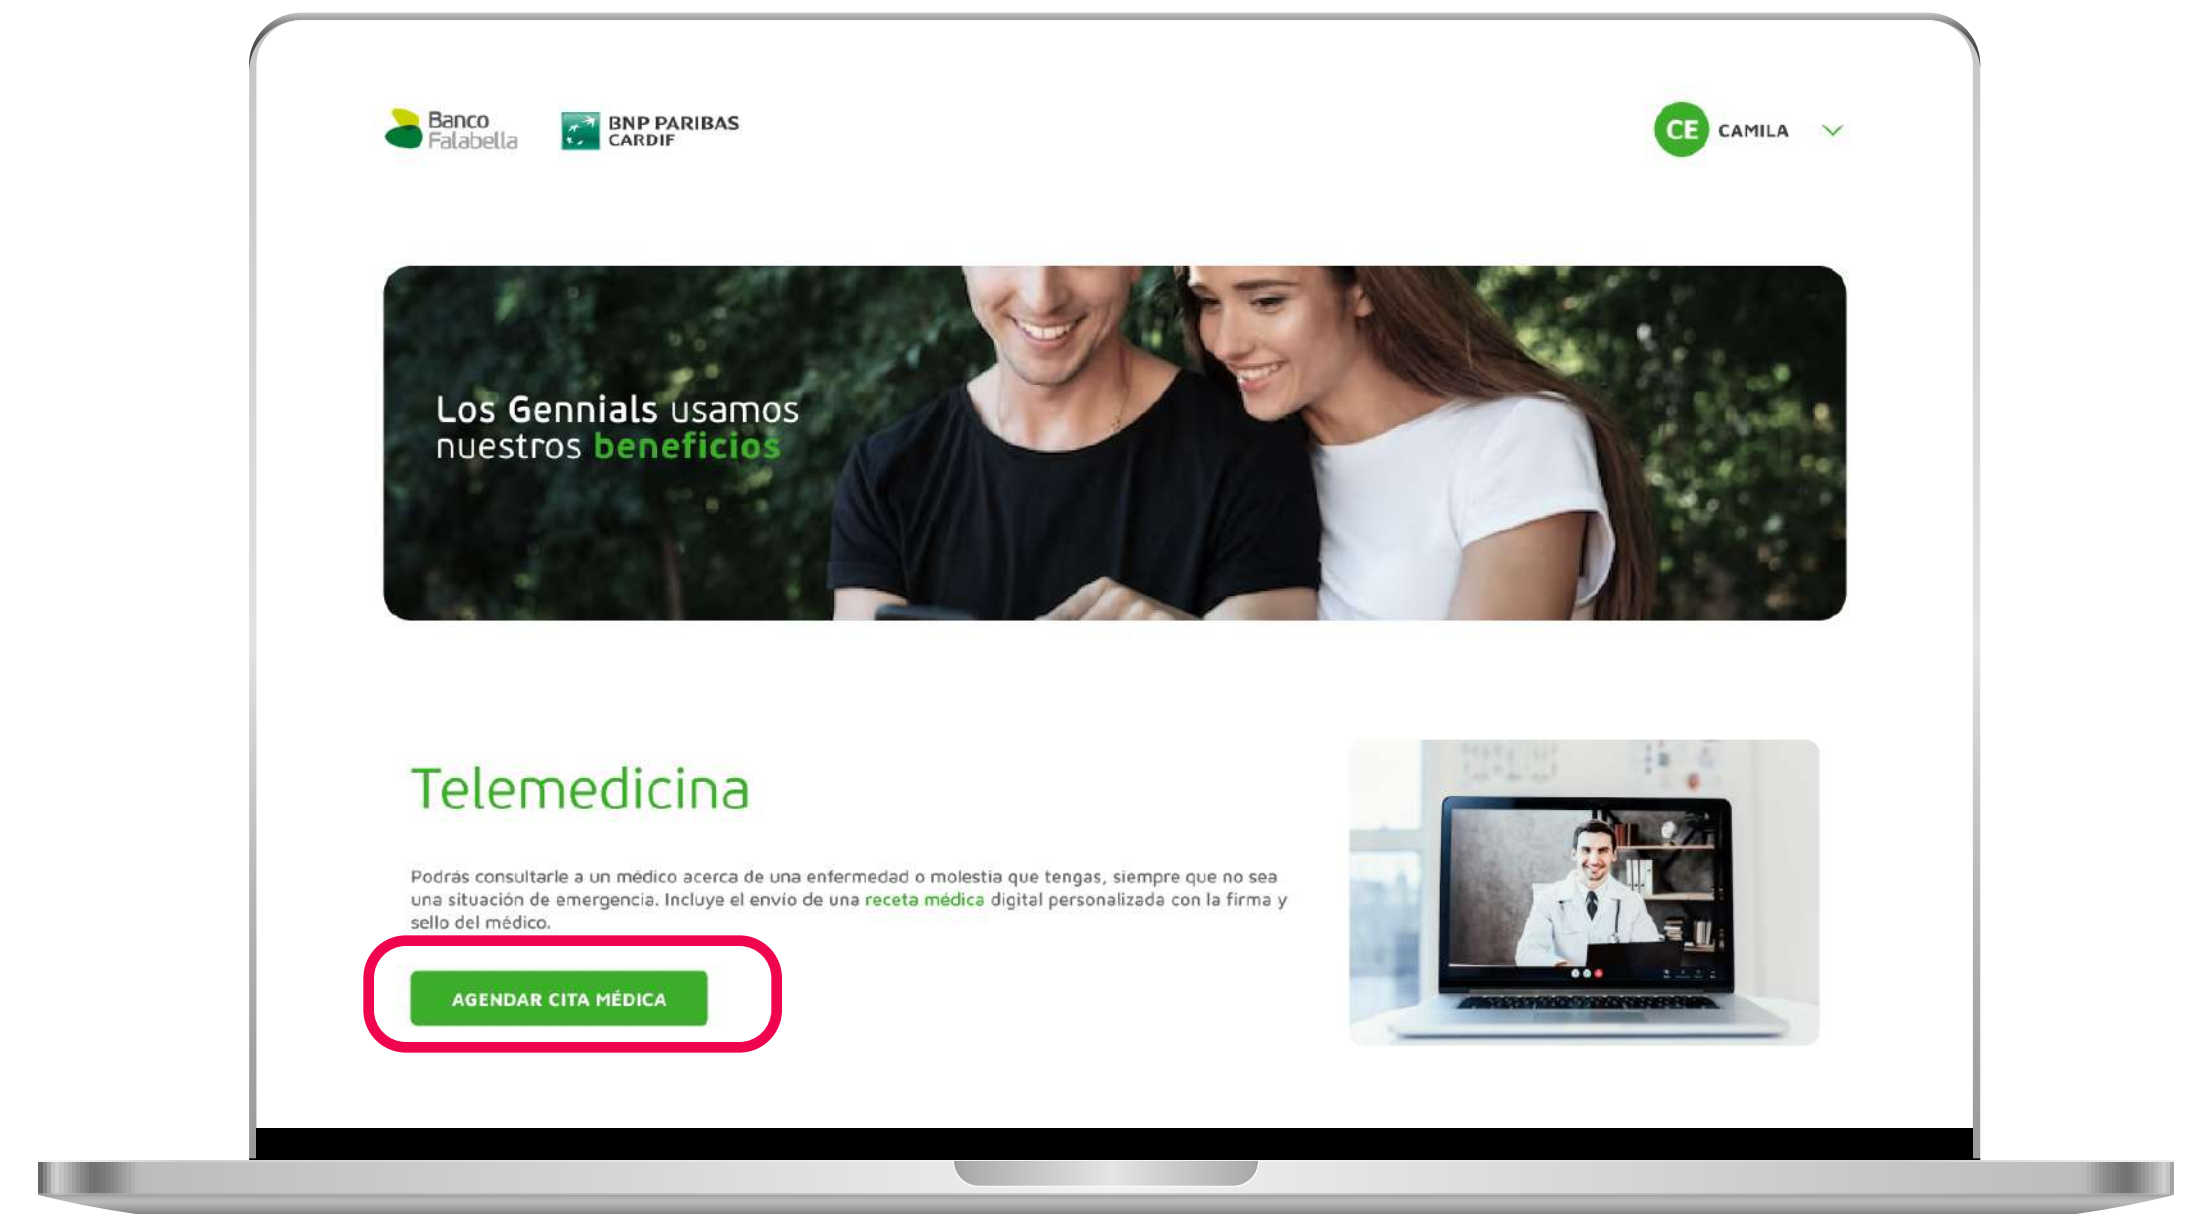 Banco
Falabella
BNP PARIBAS
CARDIF
CE CAMILA
Los Gennials usamos
nuestros beneficios
Telemedicina
Podrás consultarle a un médico acerca de una enfermedad o molestia que tengas, siempre que no sea
una situación de emergencia. Incluye el envío de una receta médica digital personalizada con la firma y
sello del médico.
AGENDAR CITA MÉDICA